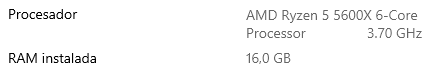 Procesador AMD Ryzen 5 5600X 6-Core
Processor 3.70 GHz
RAM instalada 16,0 GB